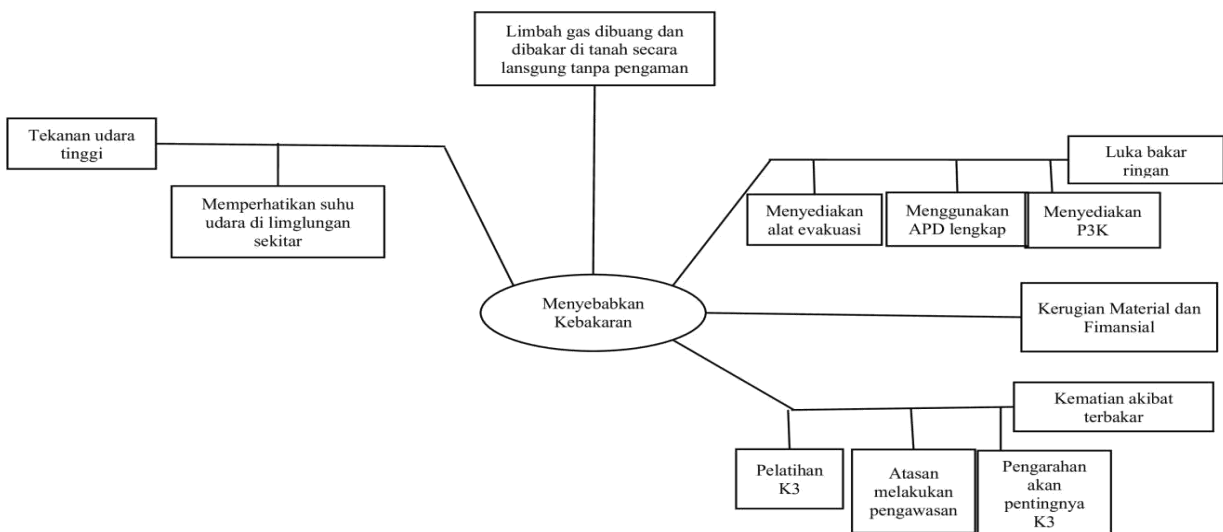 Limbah gas dibuang dan
dibakar di tanah secara
lansgung tanpa pengaman
Tekanan udara
tinggi
Memperhatikan suhu
udara di limglungan
sekitar
Luka bakar
ringan
Menyediakan
alat evakuasi
Menggunakan
APD lengkap
Menyediakan
P3K
Menyebabkan
Kebakaran
Kerugian Material dan
Fimansial
Kematian akibat
terbakar
Pelatihan
K3
Atasan
melakukan
pengawasan
Pengarahan
akan
pentingnya
K3